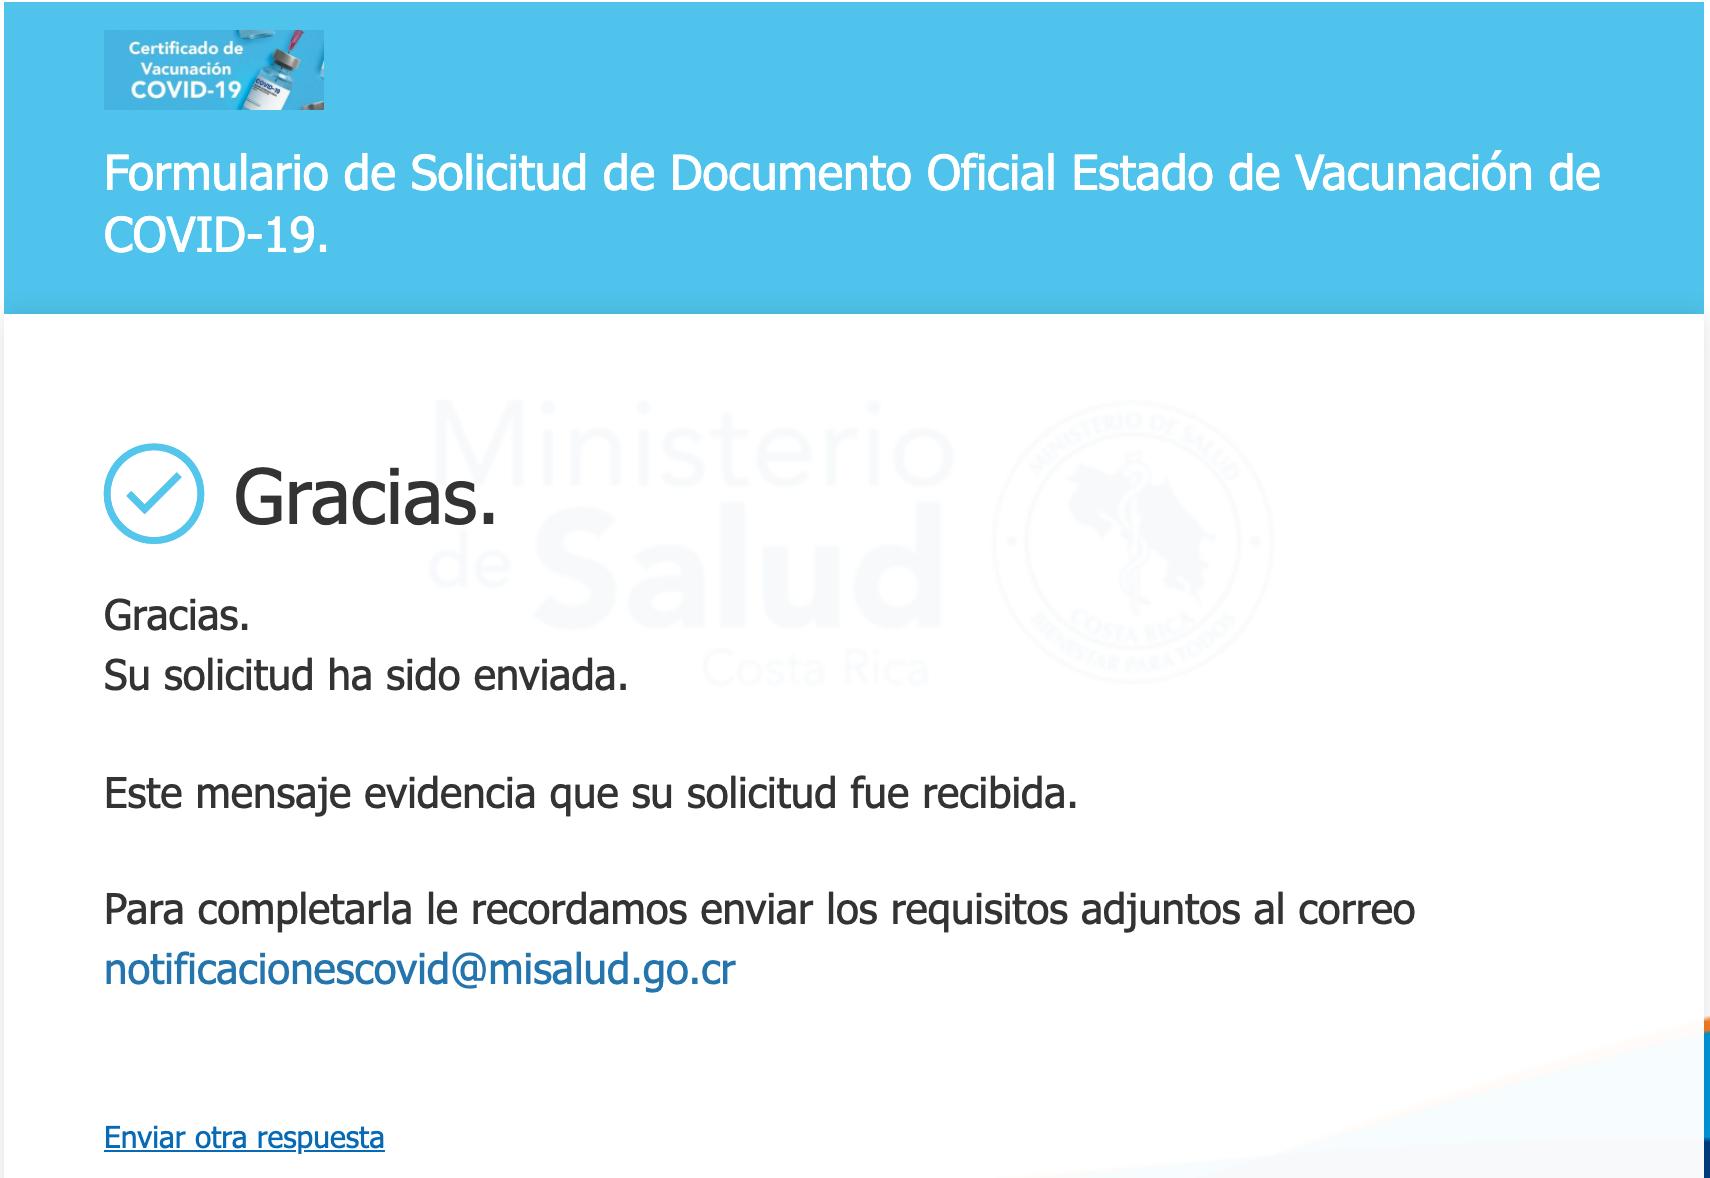 Certificado de
Vacunación
COVID-19
COVID-19
Formulario de Solicitud de Documento Oficial Estado de Vacunación de
COVID-19.
Ministerio
de Salud
Costa Rica
MINISTERIO DE SALUD
COSTA RICA
BIENESTAR PARA TODOS
Gracias.
Gracias.
Su solicitud ha sido enviada.
Este mensaje evidencia que su solicitud fue recibida.
Para completarla le recordamos enviar los requisitos adjuntos al correo
notificacionescovid@misalud.go.cr
Enviar otra respuesta